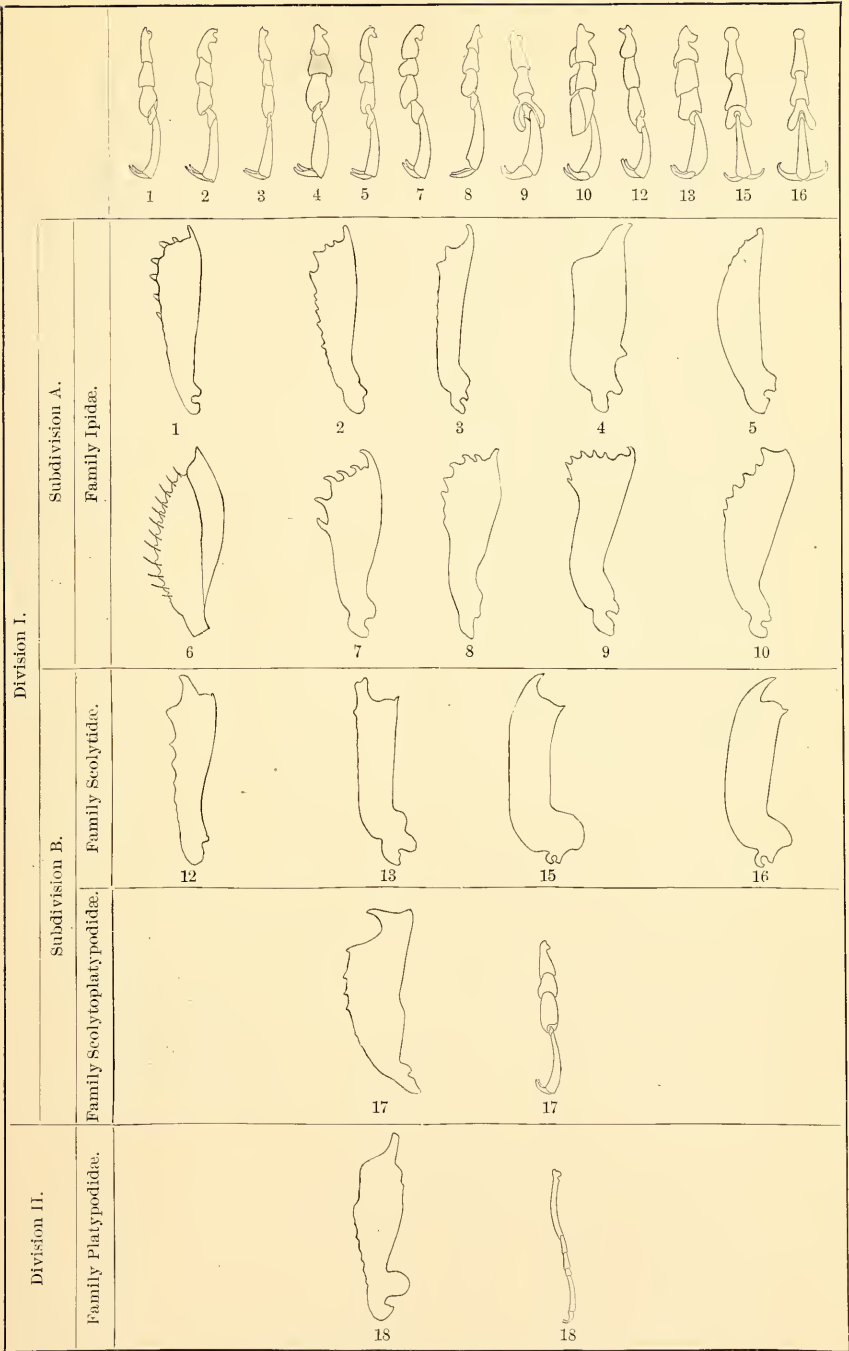 1 2 3 4 5 7 8 9 10 12 13 15 16
Division I.
Subdivision A.
Family Ipidæ.
1 2 3 4 5
6 7 8 9 10
Subdivision B.
Family Scolytidæ.
12 13 15 16
Family Scolytoplatypodidæ.
17 17
Division II.
Family Platypodidæ.
18 18